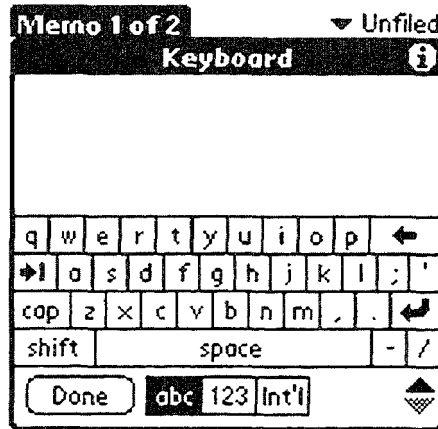 Memo 1 of 2 Unfiled
Keyboard i
q w e r t y u i o p
a s d f g h j k l ; '
cap z x c v b n m , .
shift space - /
Done abc 123 Int'l